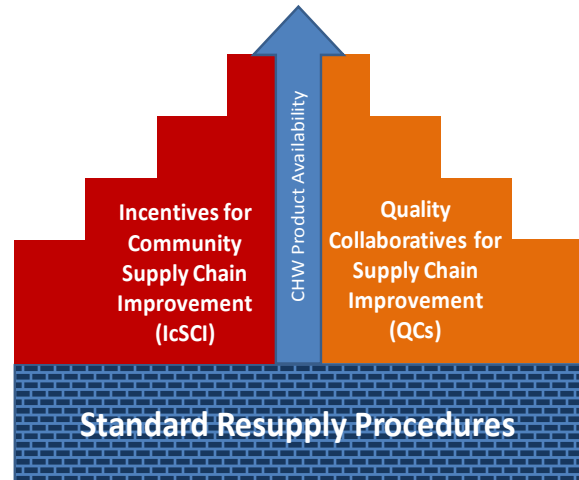 Incentives for
Community
Supply Chain
Improvement
(IcSCI)
CHW Product Availability
Quality
Collaboratives for
Supply Chain
Improvement
(QCs)
Standard Resupply Procedures